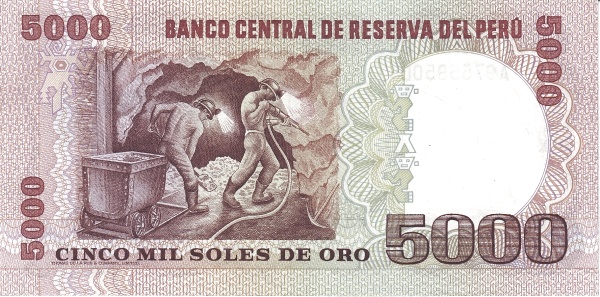 5000
BANCO CENTRAL DE RESERVA DEL PERÚ
5000
5000
CINCO MIL SOLES DE ORO
5000
THOMAS DE LA RUE & COMPANY, LIMITED